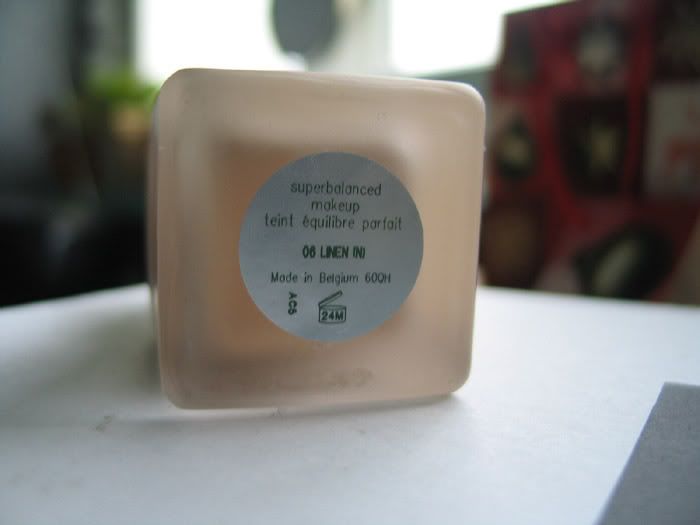 superbalanced
makeup
teint équilibre parfait
06 LINEN (N)
Made in Belgium 600H
AC5
24M